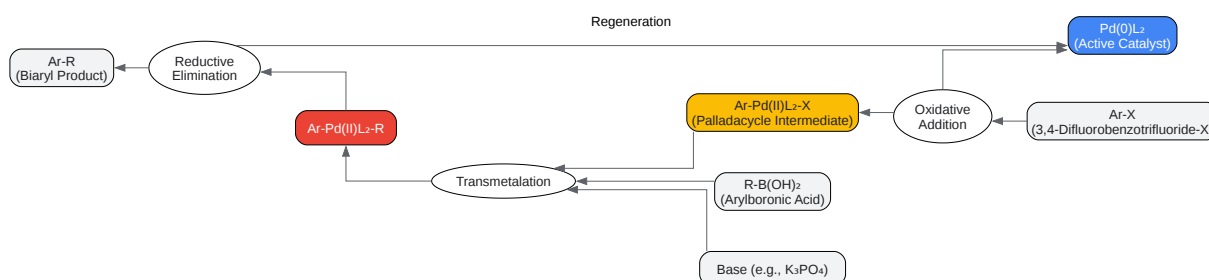 Regeneration
Pd(0)L₂
(Active Catalyst)
Ar-R
(Biaryl Product)
Reductive
Elimination
Ar-Pd(II)L₂-R
Ar-Pd(II)L₂-X
(Palladacycle Intermediate)
Oxidative
Addition
Ar-X
(3,4-Difluorobenzotrifluoride-X
Transmetalation
R-B(OH)₂
(Arylboronic Acid)
Base (e.g., K₃PO₄)